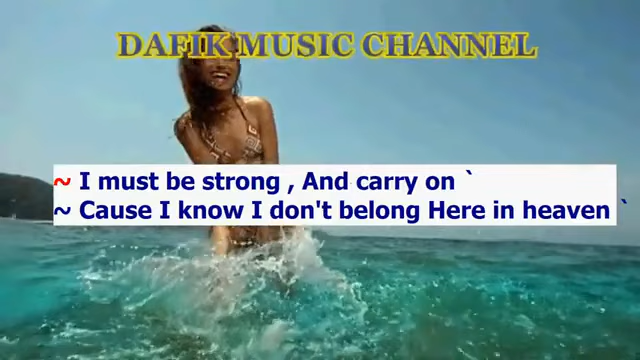 DAFIK MUSIC CHANNEL
~ I must be strong , And carry on `
~ Cause I know I don't belong Here in heaven `